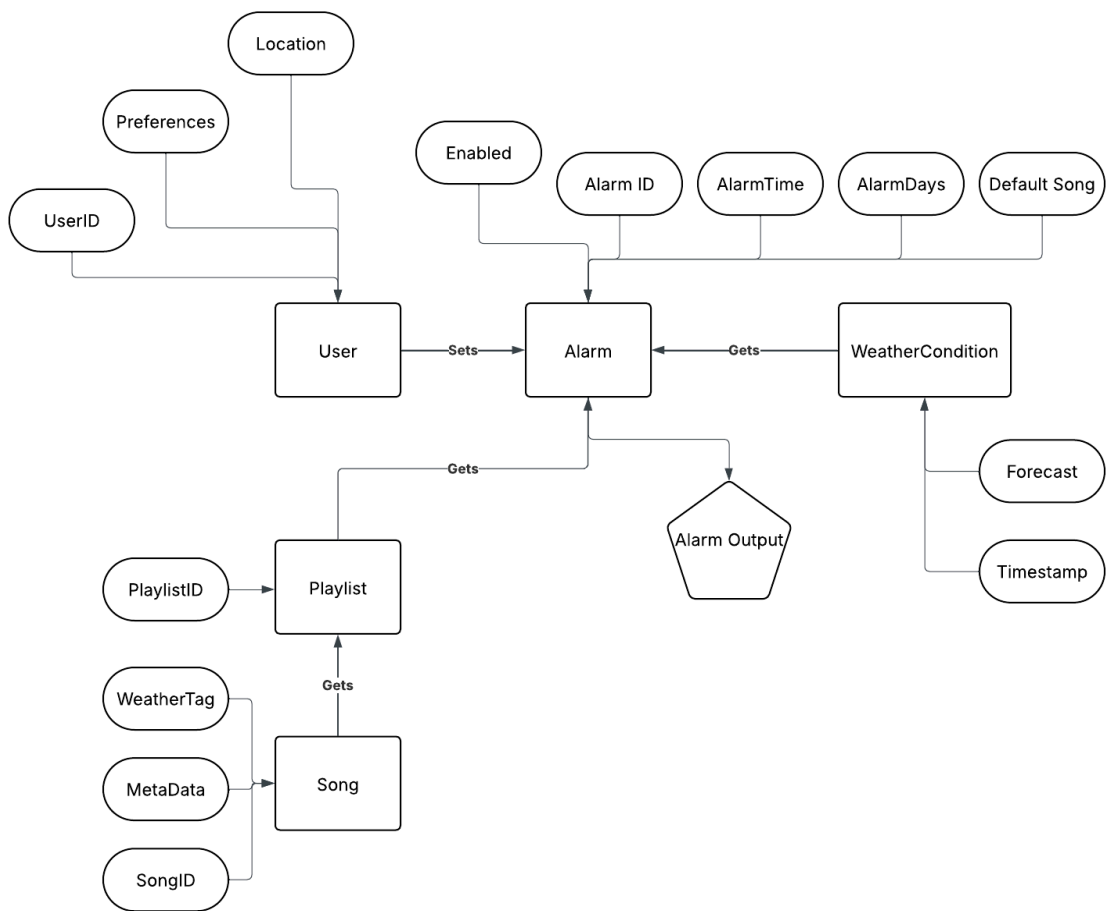 Location
Preferences
Enabled
Alarm ID
AlarmTime
AlarmDays
Default Song
UserID
User
Sets
Alarm
Gets
WeatherCondition
Gets
Forecast
Alarm Output
Timestamp
PlaylistID
Playlist
Gets
WeatherTag
MetaData
Song
SongID